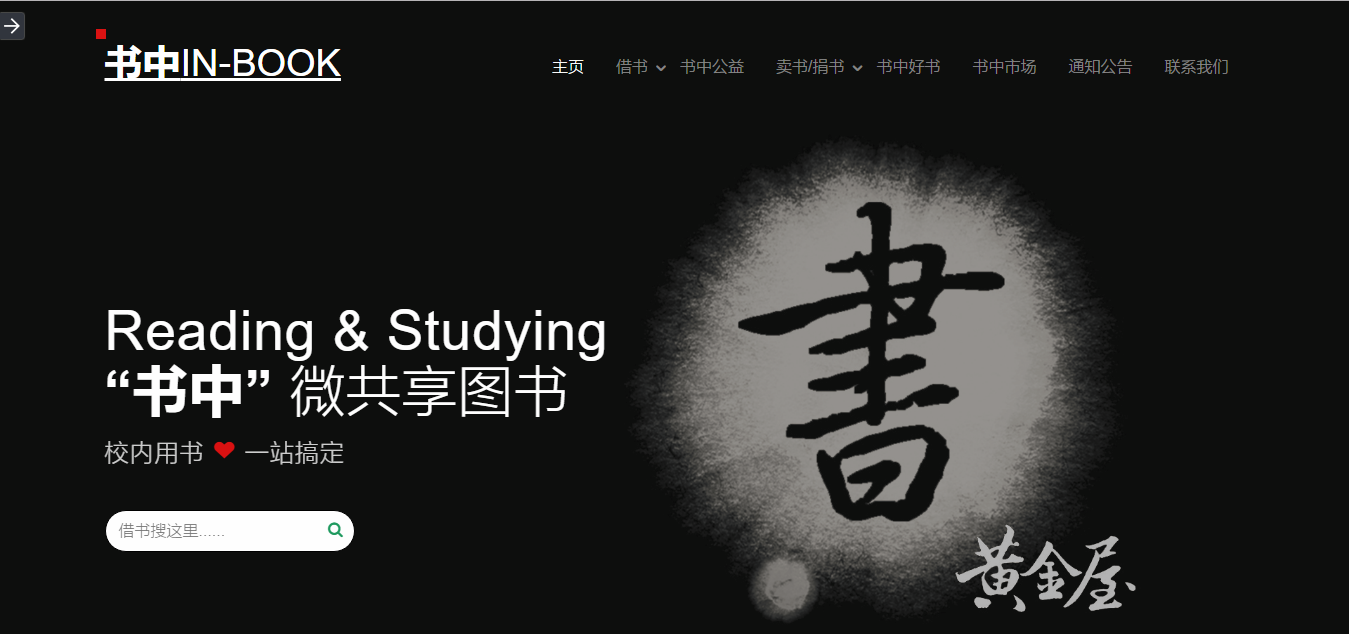 书中IN-BOOK
主页 借书 书中公益 卖书/捐书 书中好书 书中市场 通知公告 联系我们
書
Reading & Studying
“书中” 微共享图书
校内用书 ❤ 一站搞定
借书搜这里......
黄金屋